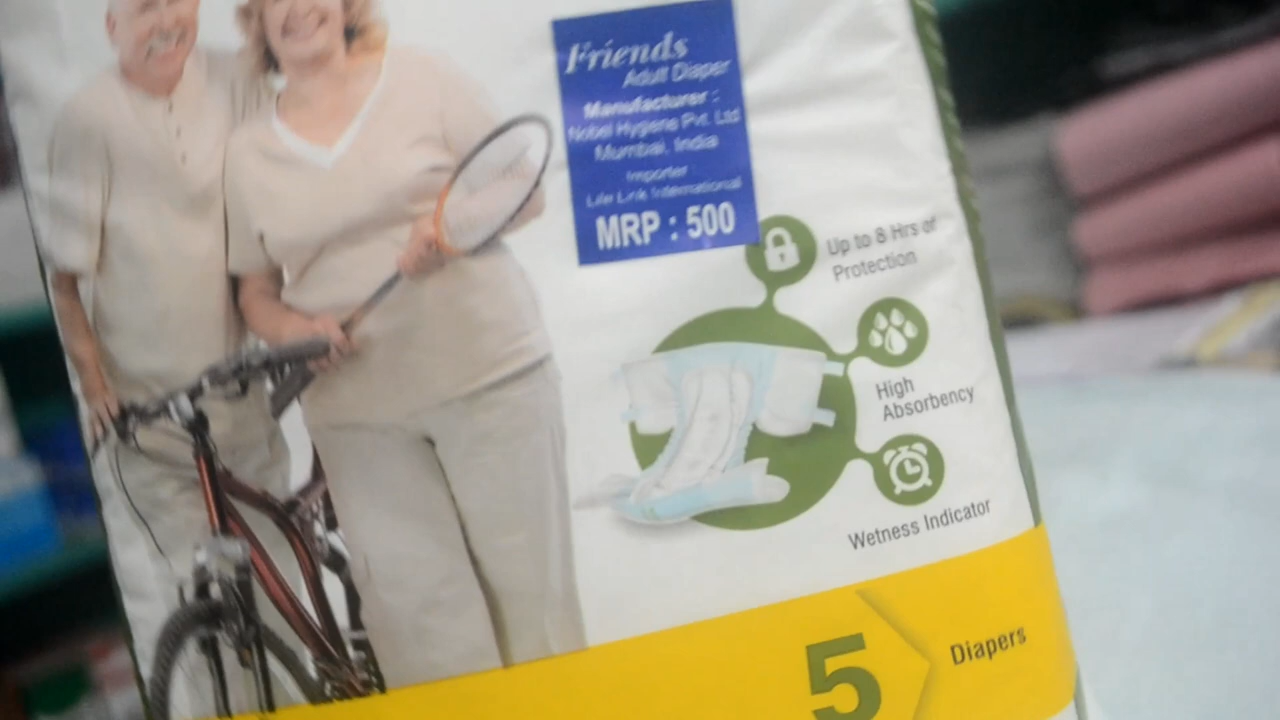 Friends
Adult Diaper
Manufacturer :
Nobel Hygiene Pvt. Ltd
Mumbai. India
Importer
Life Link International
MRP : 500
Up to 8 Hrs of
Protection
High
Absorbency
Wetness Indicator
5
Diapers